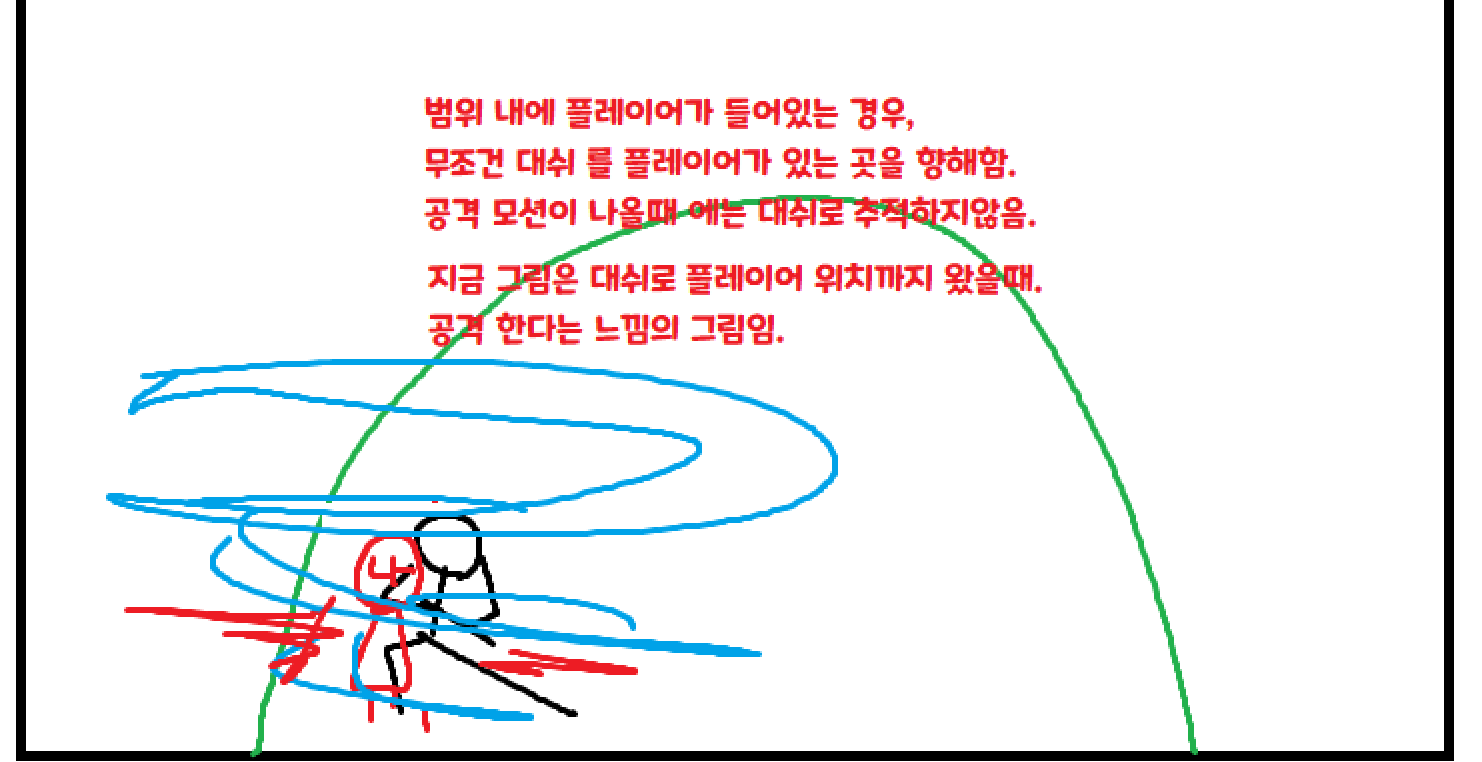 범위 내에 플레이어가 들어있는 경우,
무조건 대쉬 를 플레이어가 있는 곳을 향해함.
공격 모션이 나올때 에는 대쉬로 추적하지않음.
지금 그림은 대쉬로 플레이어 위치까지 왔을때.
공격 한다는 느낌의 그림임.